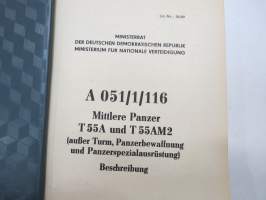 MINISTERRAT
DER DEUTSCHEN DEMOKRATISCHEN REPUBLIK
MINISTERIUM FÜR NATIONALE VERTEIDIGUNG
A 051/1/116
Mittlere Panzer
T 55A und T 55AM2
(außer Turm, Panzerbewaffnung
und Panzerspezialausrüstung)
Beschreibung